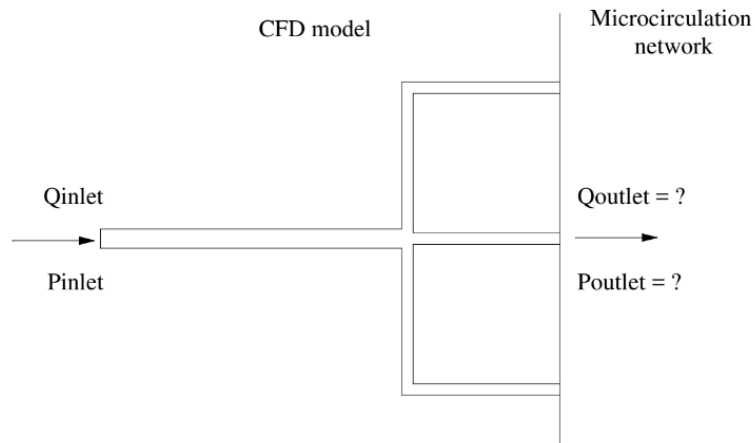 CFD model
Microcirculation
network
Qinlet
Pinlet
Qoutlet = ?
Poutlet = ?